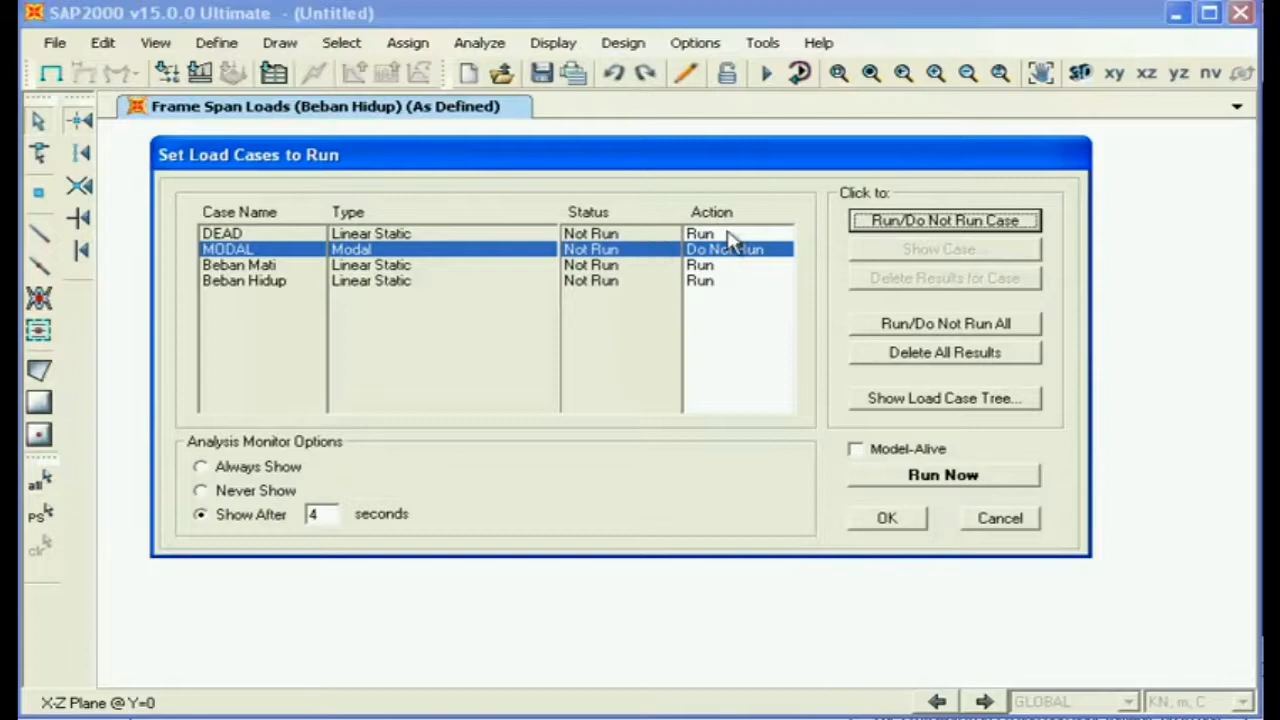 SAP2000 v15.0.0 Ultimate - (Untitled)
File Edit View Define Draw Select Assign Analyze Display Design Options Tools Help
3D xy xz yz nv
Frame Span Loads (Beban Hidup) (As Defined)
Set Load Cases to Run
Click to:
Case Name Type Status Action
Run/Do Not Run Case
DEAD Linear Static Not Run Run
MODAL Modal Not Run Do Not Run
Show Case...
Beban Mati Linear Static Not Run Run
Delete Results for Case
Beban Hidup Linear Static Not Run Run
Run/Do Not Run All
Delete All Results
Show Load Case Tree...
Analysis Monitor Options
Model-Alive
Always Show
Run Now
Never Show
Show After 4 seconds
OK Cancel
all
PS
clr
X-Z Plane @ Y=0
GLOBAL KN, m, C